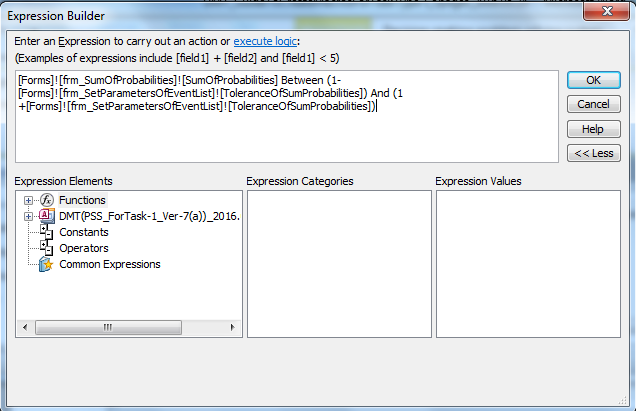 Expression Builder
Enter an Expression to carry out an action or execute logic:
(Examples of expressions include [field1] + [field2] and [field1] < 5)
[Forms]![frm_SumOfProbabilities]![SumOfProbabilities] Between (1-
[Forms]![frm_SetParametersOfEventList]![ToleranceOfSumProbabilities]) And (1
+[Forms]![frm_SetParametersOfEventList]![ToleranceOfSumProbabilities])
OK
Cancel
Help
<< Less
Expression Elements
Functions
DMT(PSS_ForTask-1_Ver-7(a))_2016.
Constants
Operators
Common Expressions
Expression Categories
Expression Values